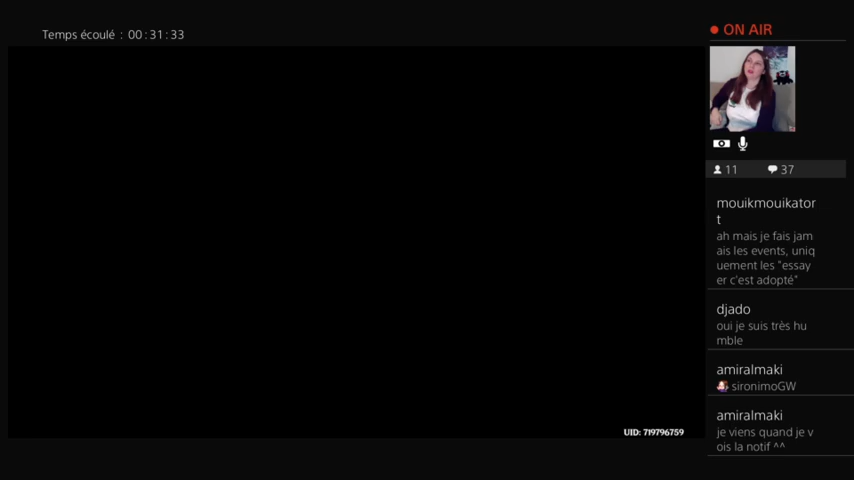 Temps écoulé : 00:31:33
ON AIR
11 37
mouikmouikator
t
ah mais je fais jam
ais les events, uniq
uement les "essay
er c'est adopté"
djado
oui je suis très hu
mble
amiralmaki
sironimoGW
amiralmaki
je viens quand je v
ois la notif ^^
UID: 719796759